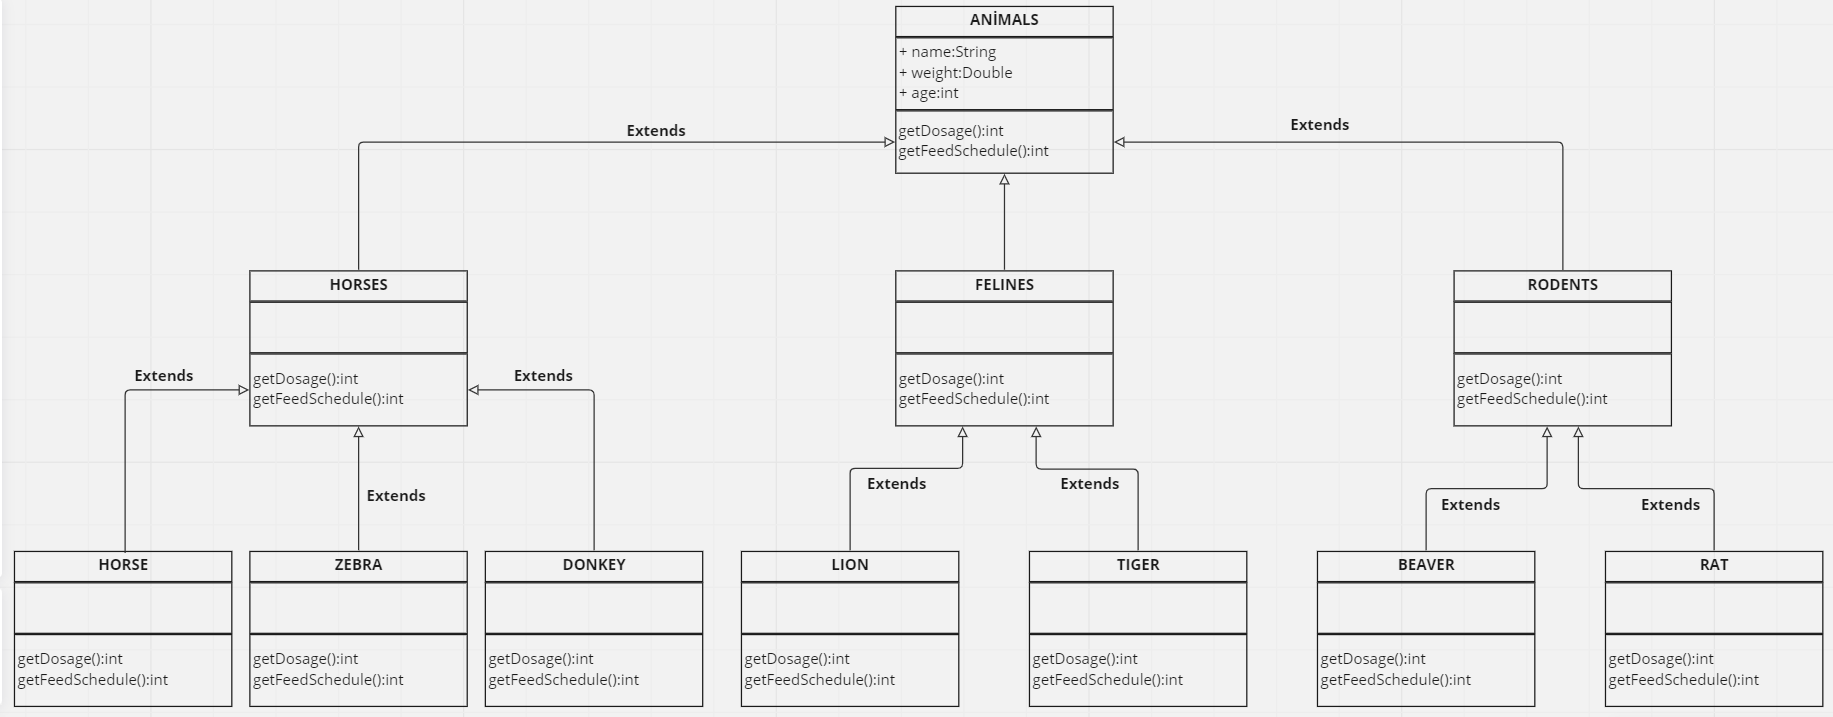 ANİMALS
+ name:String
+ weight:Double
+ age:int
getDosage():int
getFeedSchedule():int
Extends
Extends
HORSES
getDosage():int
getFeedSchedule():int
FELINES
getDosage():int
getFeedSchedule():int
RODENTS
getDosage():int
getFeedSchedule():int
Extends
Extends
Extends
Extends
Extends
Extends
Extends
HORSE
getDosage():int
getFeedSchedule():int
ZEBRA
getDosage():int
getFeedSchedule():int
DONKEY
getDosage():int
getFeedSchedule():int
LION
getDosage():int
getFeedSchedule():int
TIGER
getDosage():int
getFeedSchedule():int
BEAVER
getDosage():int
getFeedSchedule():int
RAT
getDosage():int
getFeedSchedule():int